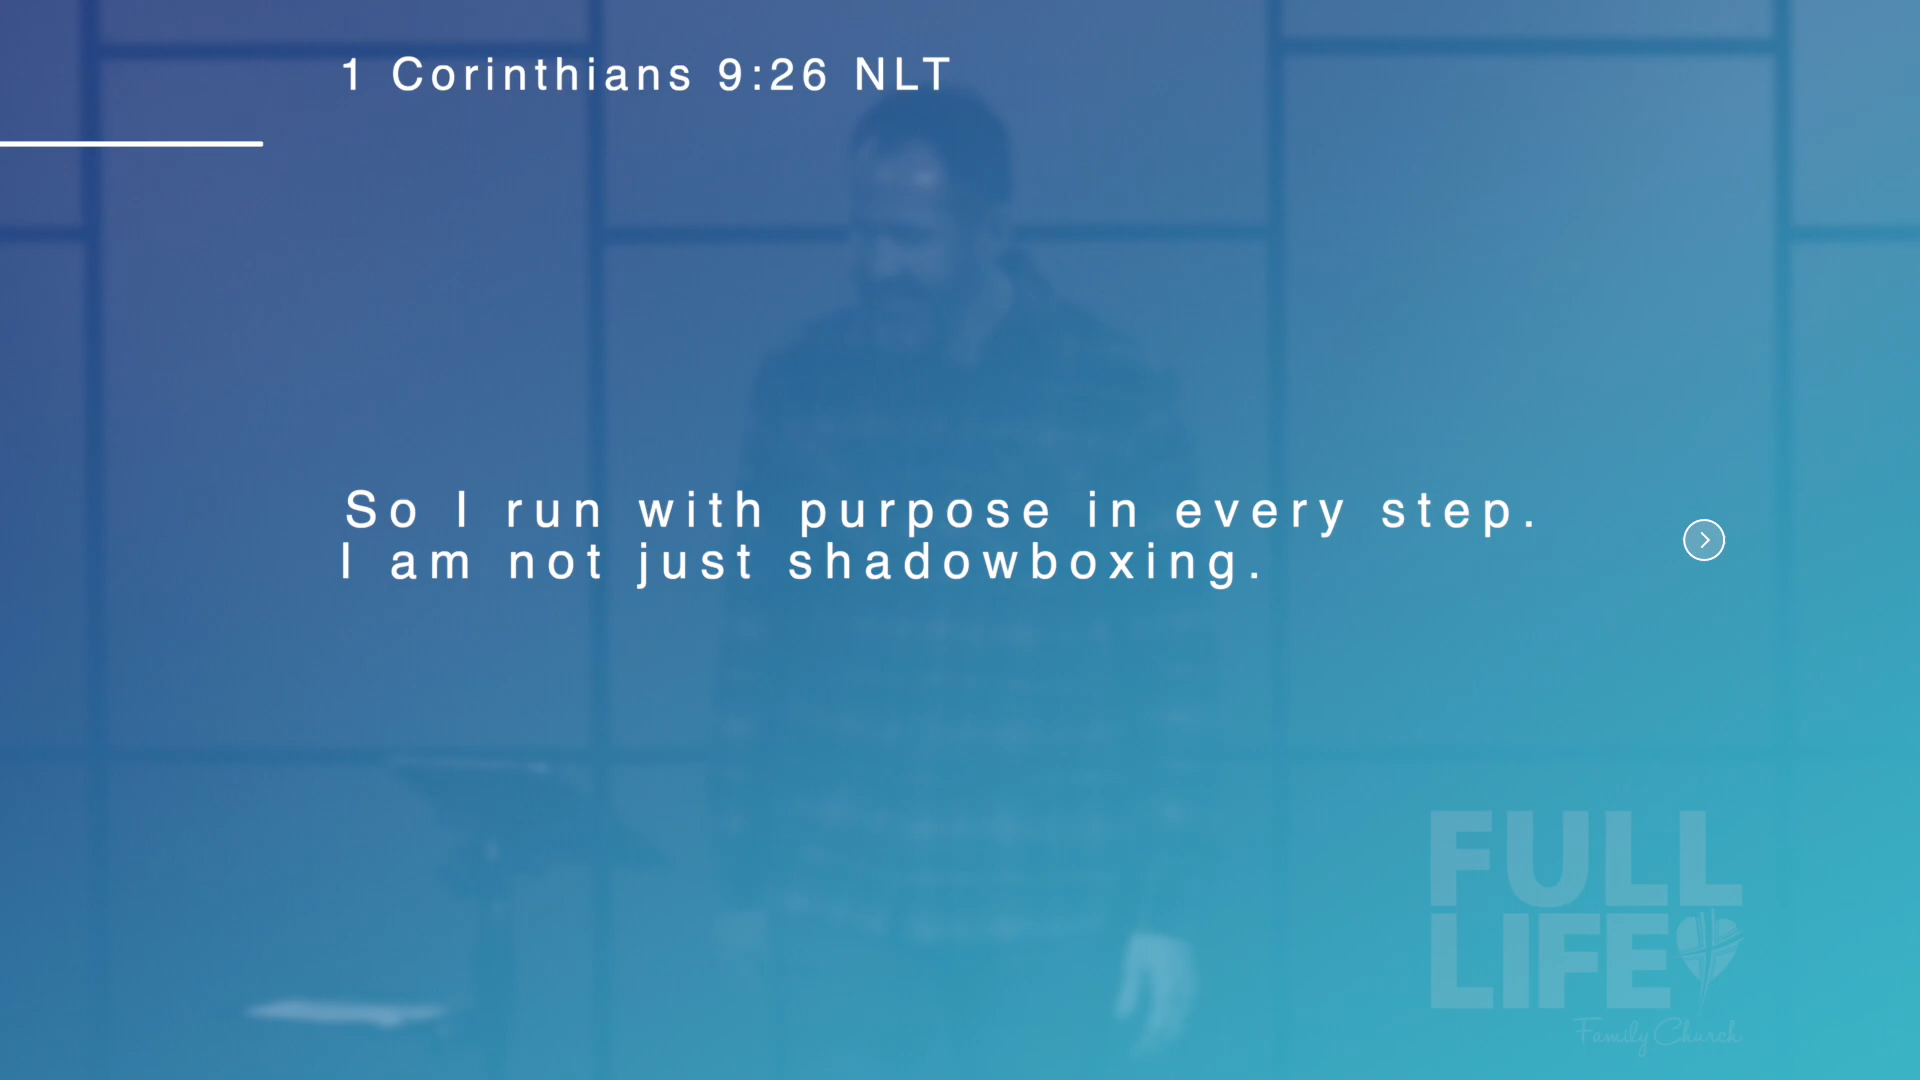 1 Corinthians 9:26 NLT
So I run with purpose in every step.
I am not just shadowboxing.
FULL
LIFE
Family Church